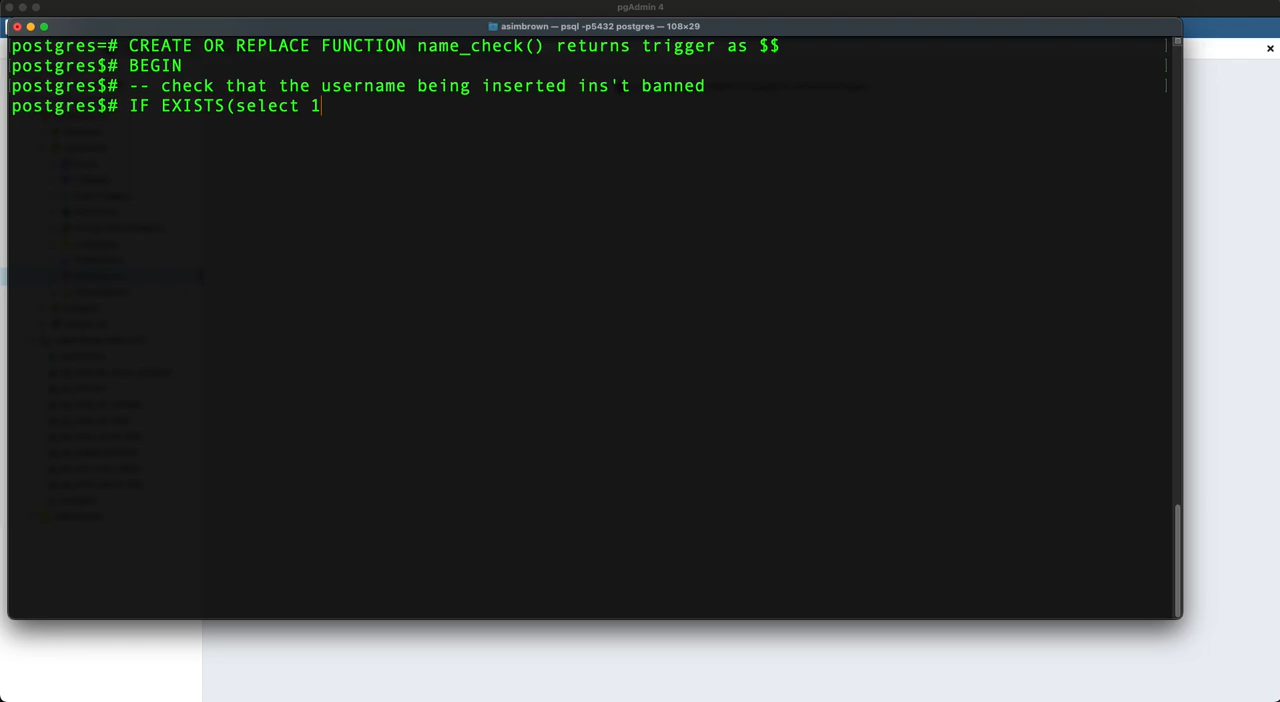 pgAdmin 4
asimbrown — psql -p5432 postgres — 108×29
postgres=# CREATE OR REPLACE FUNCTION name_check() returns trigger as $$
postgres$# BEGIN
postgres$# -- check that the username being inserted ins't banned
postgres$# IF EXISTS(select 1